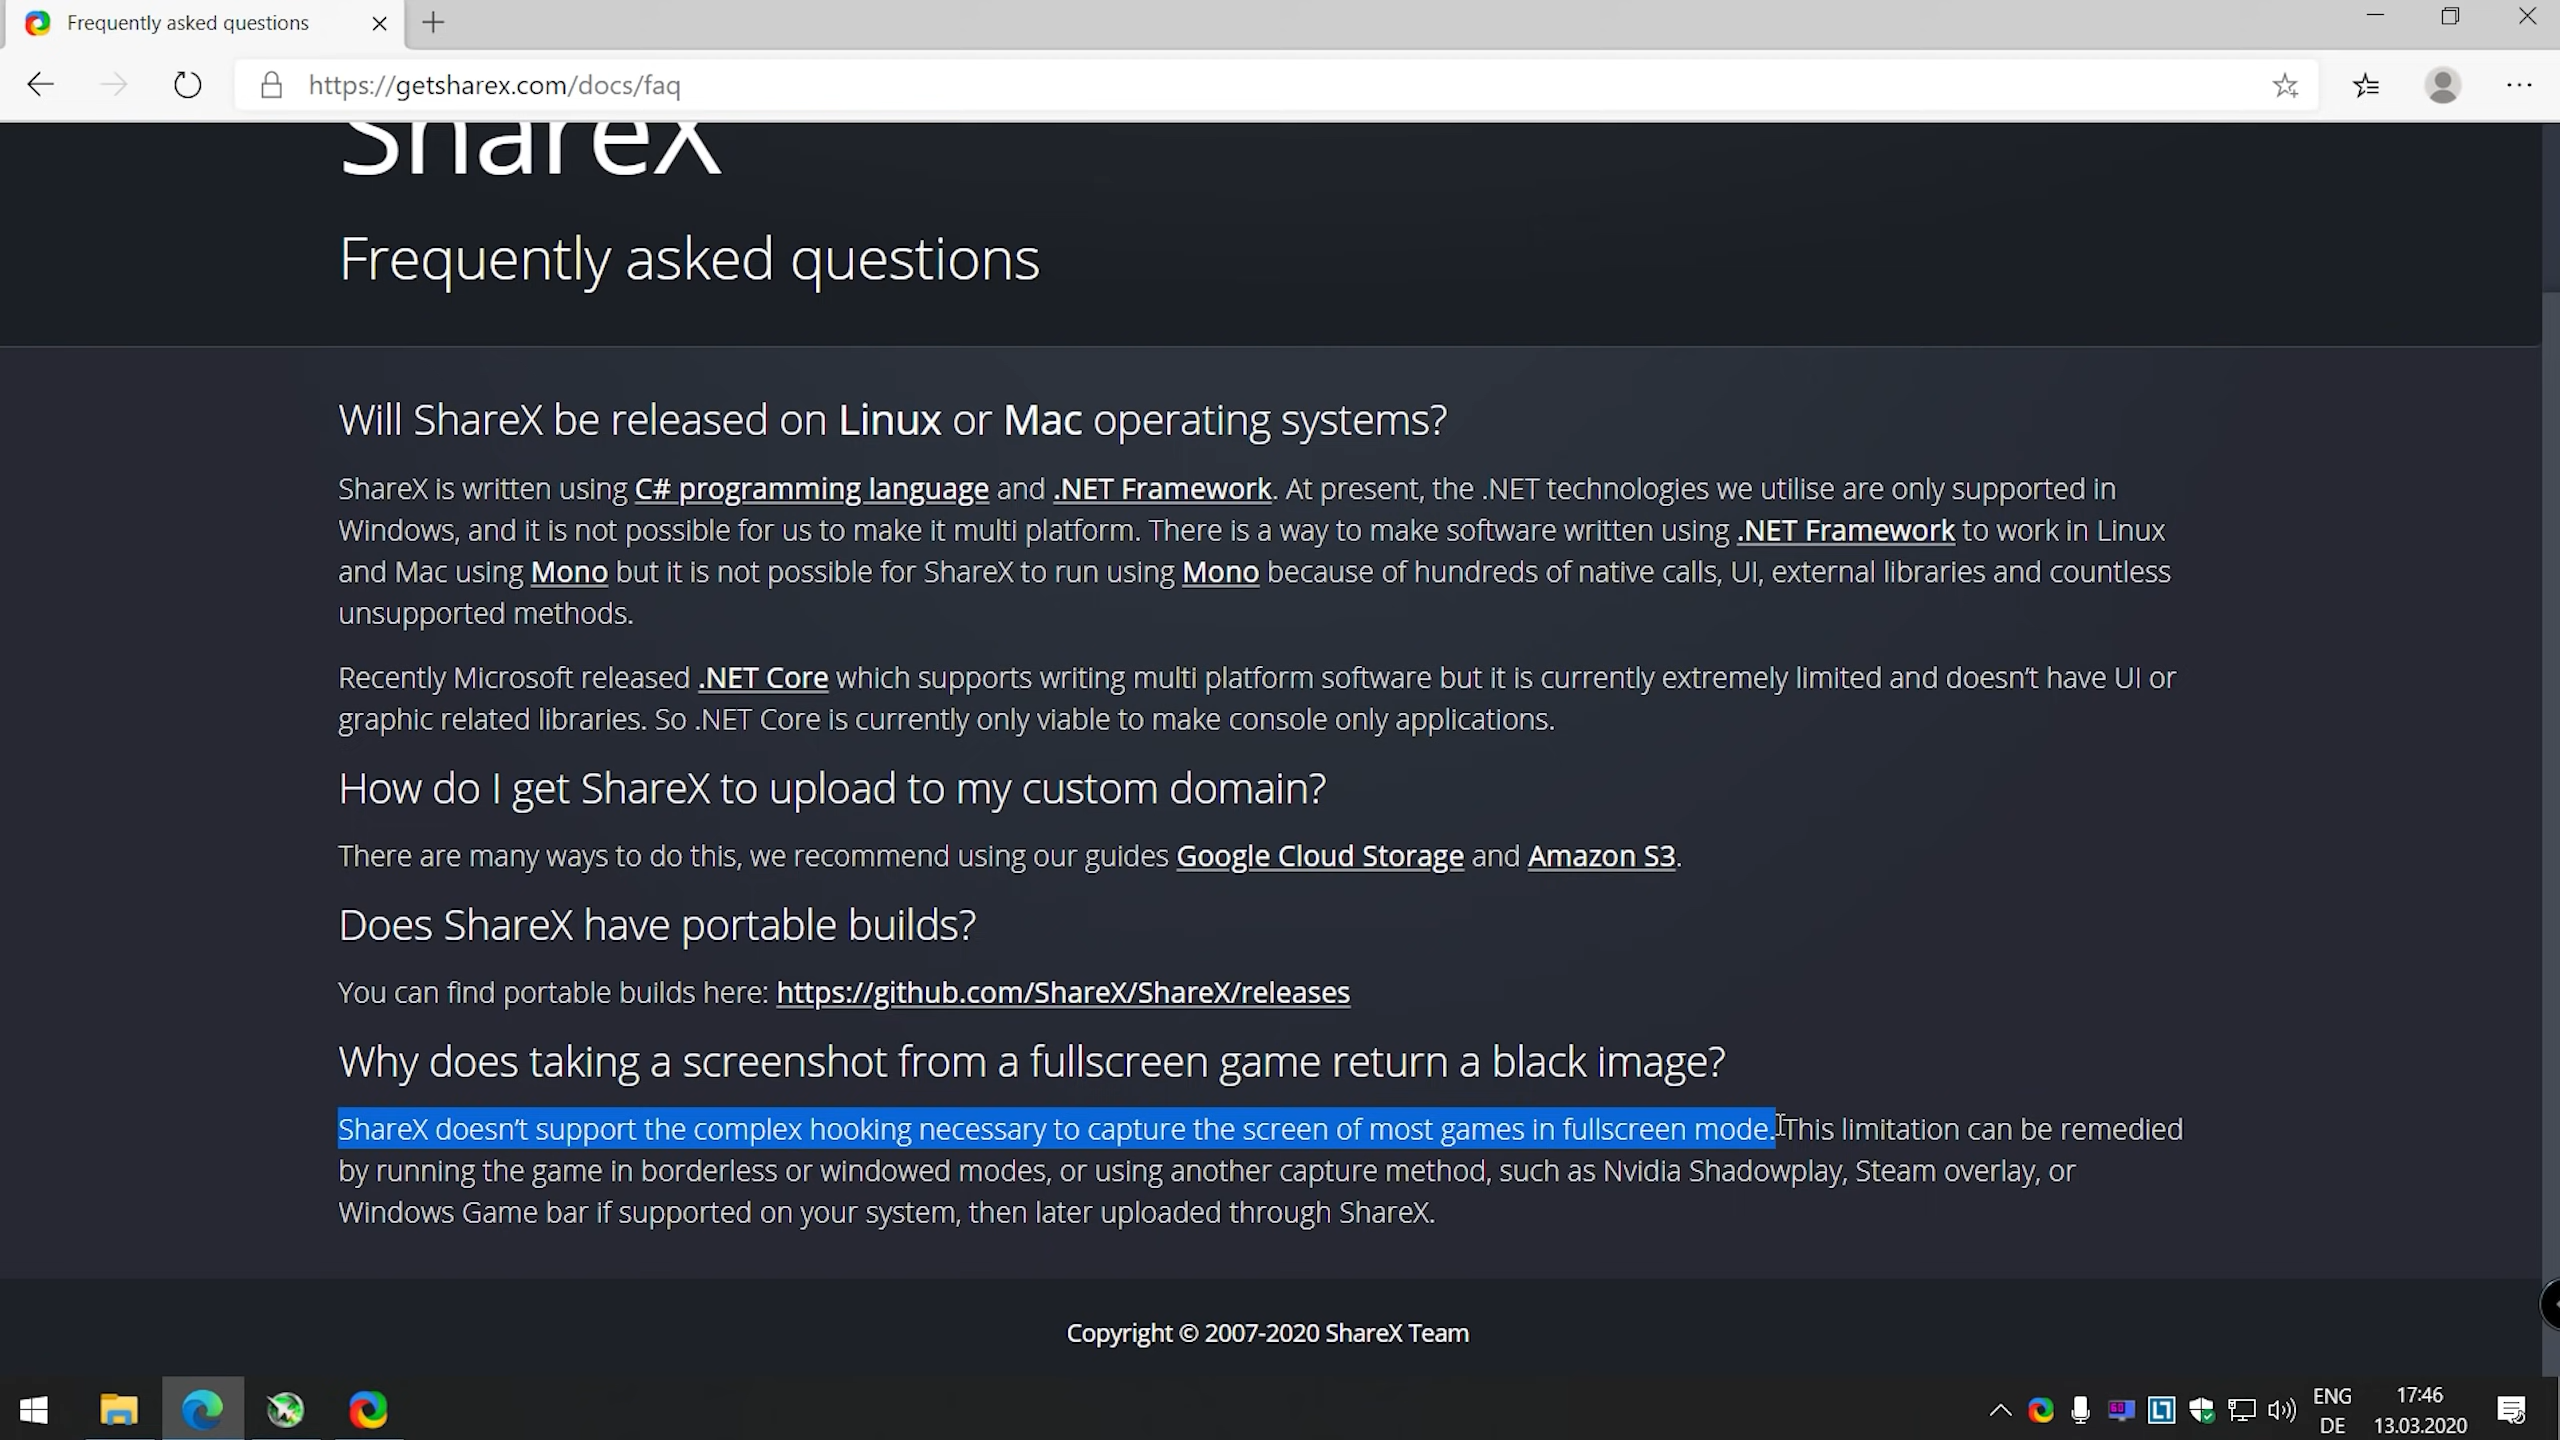 Frequently asked questions
https://getsharex.com/docs/faq
ShareX
Frequently asked questions
Will ShareX be released on Linux or Mac operating systems?
ShareX is written using C# programming language and .NET Framework. At present, the .NET technologies we utilise are only supported in
Windows, and it is not possible for us to make it multi platform. There is a way to make software written using .NET Framework to work in Linux
and Mac using Mono but it is not possible for ShareX to run using Mono because of hundreds of native calls, UI, external libraries and countless
unsupported methods.
Recently Microsoft released .NET Core which supports writing multi platform software but it is currently extremely limited and doesn’t have UI or
graphic related libraries. So .NET Core is currently only viable to make console only applications.
How do I get ShareX to upload to my custom domain?
There are many ways to do this, we recommend using our guides Google Cloud Storage and Amazon S3.
Does ShareX have portable builds?
You can find portable builds here: https://github.com/ShareX/ShareX/releases
Why does taking a screenshot from a fullscreen game return a black image?
ShareX doesn’t support the complex hooking necessary to capture the screen of most games in fullscreen mode. This limitation can be remedied
by running the game in borderless or windowed modes, or using another capture method, such as Nvidia Shadowplay, Steam overlay, or
Windows Game bar if supported on your system, then later uploaded through ShareX.
Copyright © 2007-2020 ShareX Team
60
ENG
DE
17:46
13.03.2020